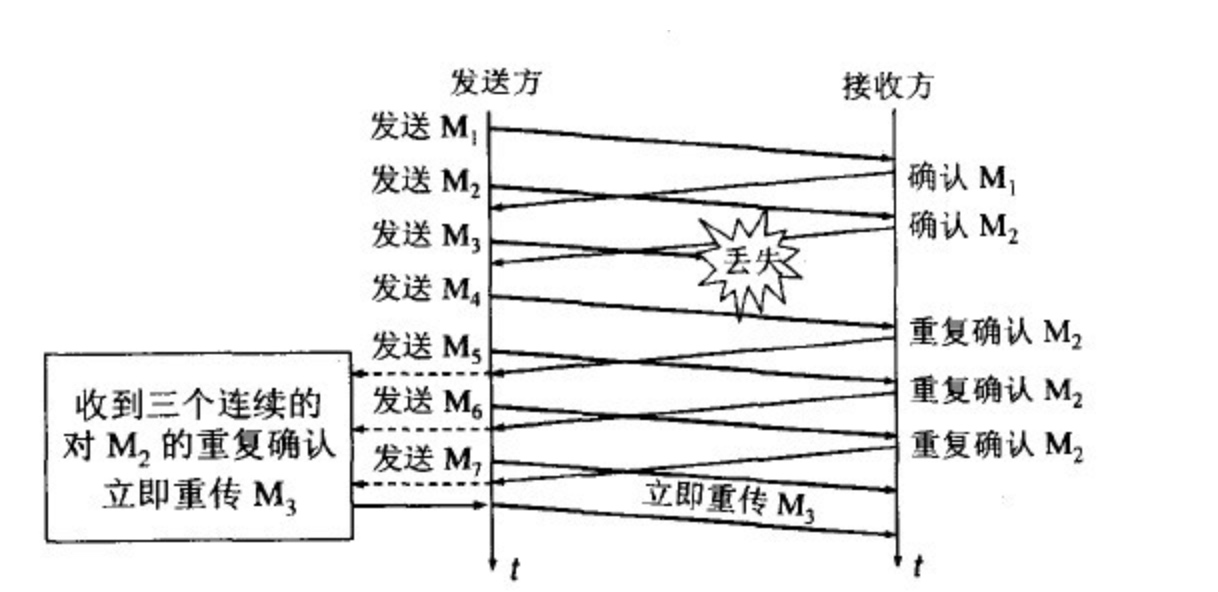 发送方
接收方
发送 M₁
确认 M₁
发送 M₂
确认 M₂
发送 M₃
丢失
发送 M₄
重复确认 M₂
发送 M₅
重复确认 M₂
发送 M₆
重复确认 M₂
发送 M₇
收到三个连续的
对 M₂ 的重复确认
立即重传 M₃
立即重传 M₃
t
t